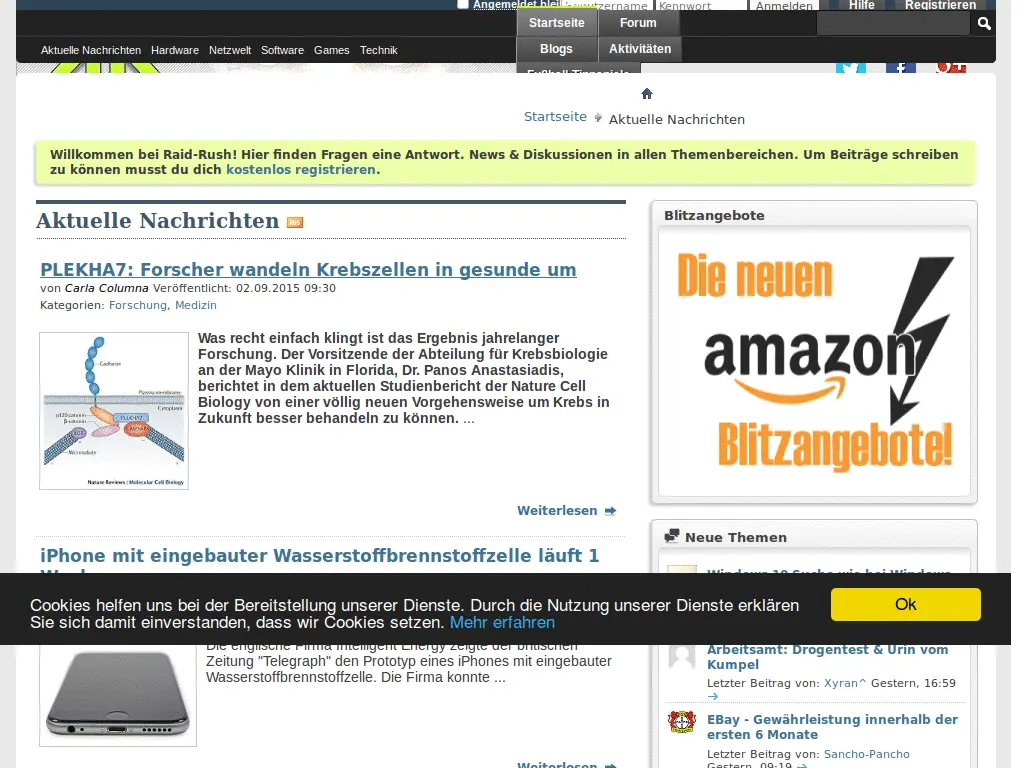 Angemeldet bleiben?
Benutzername
Kennwort
Anmelden
Hilfe
Registrieren
Startseite
Forum
Blogs
Aktivitäten
Fußball-Tippspiele
Aktuelle Nachrichten Hardware Netzwelt Software Games Technik
Startseite
Aktuelle Nachrichten
Willkommen bei Raid-Rush! Hier finden Fragen eine Antwort. News & Diskussionen in allen Themenbereichen. Um Beiträge schreiben
zu können musst du dich kostenlos registrieren.
Aktuelle Nachrichten
RSS
PLEKHA7: Forscher wandeln Krebszellen in gesunde um
von Carla Columna Veröffentlicht: 02.09.2015 09:30
Kategorien: Forschung, Medizin
Cadherin
Plasma membrane
Cytoplasm
p120-catenin
β-catenin
PLEKHA7
Microtubule
Nature Reviews | Molecular Cell Biology
Was recht einfach klingt ist das Ergebnis jahrelanger
Forschung. Der Vorsitzende der Abteilung für Krebsbiologie
an der Mayo Klinik in Florida, Dr. Panos Anastasiadis,
berichtet in dem aktuellen Studienbericht der Nature Cell
Biology von einer völlig neuen Vorgehensweise um Krebs in
Zukunft besser behandeln zu können. ...
Weiterlesen
iPhone mit eingebauter Wasserstoffbrennstoffzelle läuft 1
Die englische Firma Intelligent Energy zeigte der britischen
Zeitung "Telegraph" den Prototyp eines iPhones mit eingebauter
Wasserstoffbrennstoffzelle. Die Firma konnte ...
Weiterlesen
Blitzangebote
Die neuen
amazon
Blitzangebote!
Neue Themen
Windows 10 Suche wie bei Windows
Arbeitsamt: Drogentest & Urin vom
Kumpel
Letzter Beitrag von: Xyran^ Gestern, 16:59
EBay - Gewährleistung innerhalb der
ersten 6 Monate
Letzter Beitrag von: Sancho-Pancho
Gestern, 09:19
Cookies helfen uns bei der Bereitstellung unserer Dienste. Durch die Nutzung unserer Dienste erklären
Sie sich damit einverstanden, dass wir Cookies setzen. Mehr erfahren
Ok